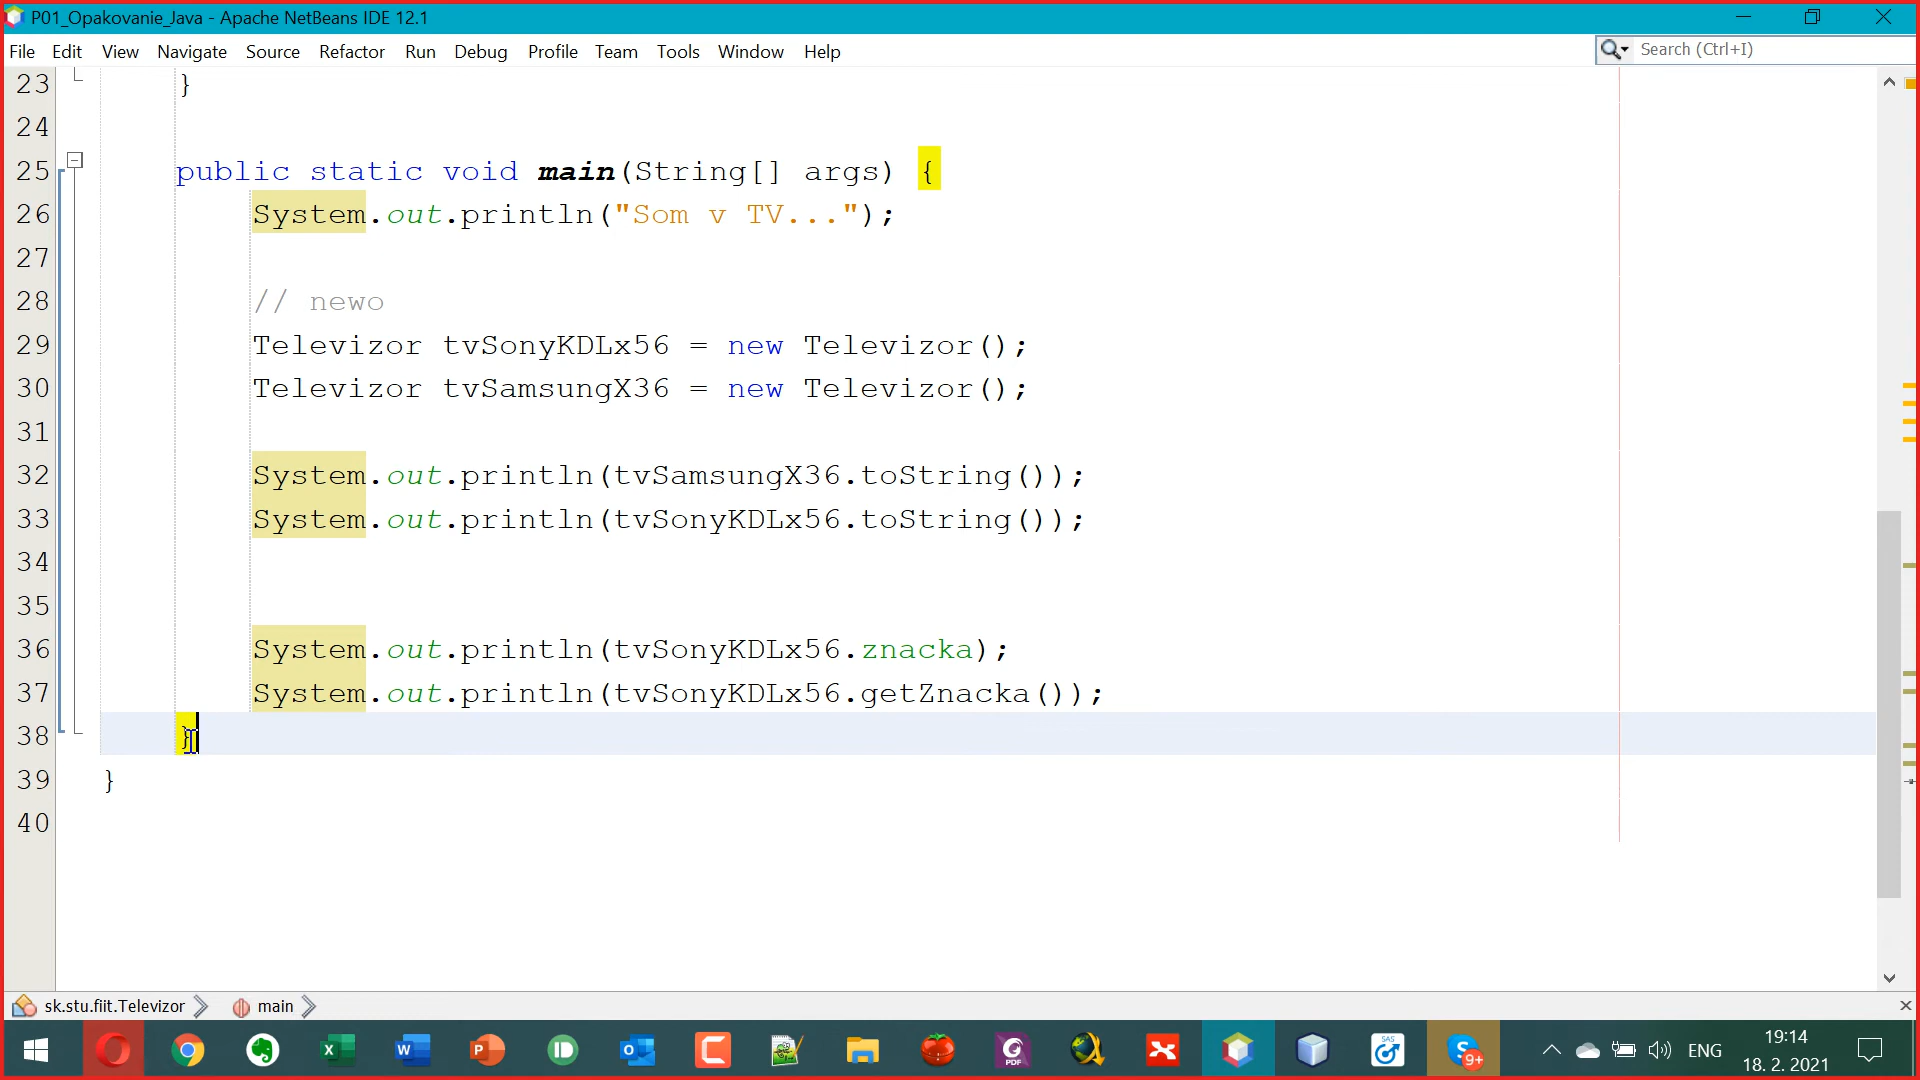 P01_Opakovanie_Java - Apache NetBeans IDE 12.1
File Edit View Navigate Source Refactor Run Debug Profile Team Tools Window Help
Search (Ctrl+I)
23 }
24
25 public static void main(String[] args) {
26 System.out.println("Som v TV...");
27
28 // newo
29 Televizor tvSonyKDLx56 = new Televizor();
30 Televizor tvSamsungX36 = new Televizor();
31
32 System.out.println(tvSamsungX36.toString());
33 System.out.println(tvSonyKDLx56.toString());
34
35
36 System.out.println(tvSonyKDLx56.znacka);
37 System.out.println(tvSonyKDLx56.getZnacka());
38 }
39 }
40
sk.stu.fiit.Televizor main
ENG
19:14
18. 2. 2021
9+
PDF
SAS